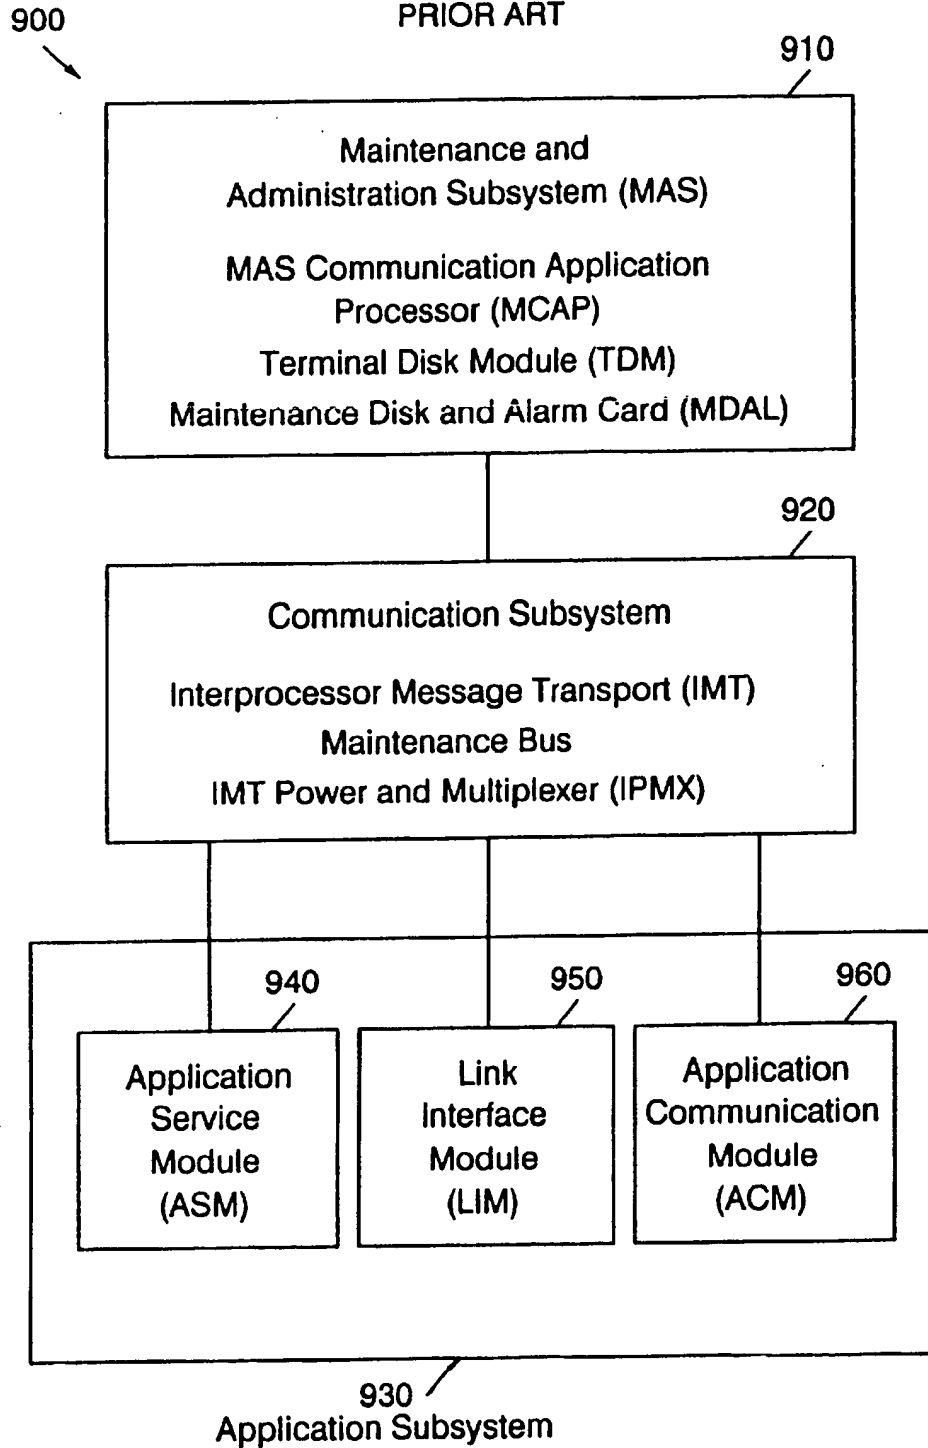 900
PRIOR ART
910
Maintenance and
Administration Subsystem (MAS)
MAS Communication Application
Processor (MCAP)
Terminal Disk Module (TDM)
Maintenance Disk and Alarm Card (MDAL)
920
Communication Subsystem
Interprocessor Message Transport (IMT)
Maintenance Bus
IMT Power and Multiplexer (IPMX)
940
Application
Service
Module
(ASM)
950
Link
Interface
Module
(LIM)
960
Application
Communication
Module
(ACM)
930
Application Subsystem